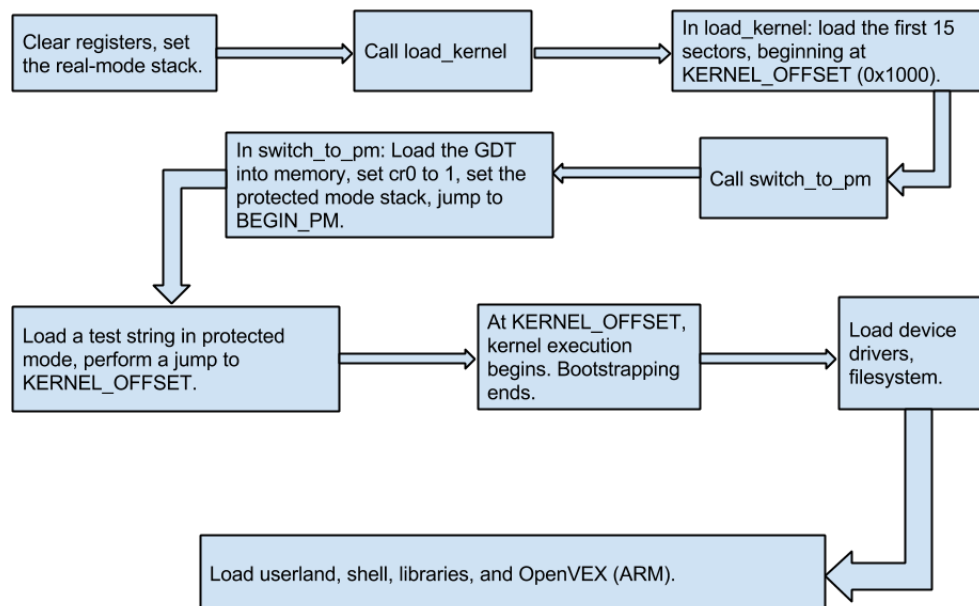 Clear registers, set
the real-mode stack.
Call load_kernel
In load_kernel: load the first 15
sectors, beginning at
KERNEL_OFFSET (0x1000).
Call switch_to_pm
In switch_to_pm: Load the GDT
into memory, set cr0 to 1, set the
protected mode stack, jump to
BEGIN_PM.
Load a test string in protected
mode, perform a jump to
KERNEL_OFFSET.
At KERNEL_OFFSET,
kernel execution
begins. Bootstrapping
ends.
Load device
drivers,
filesystem.
Load userland, shell, libraries, and OpenVEX (ARM).